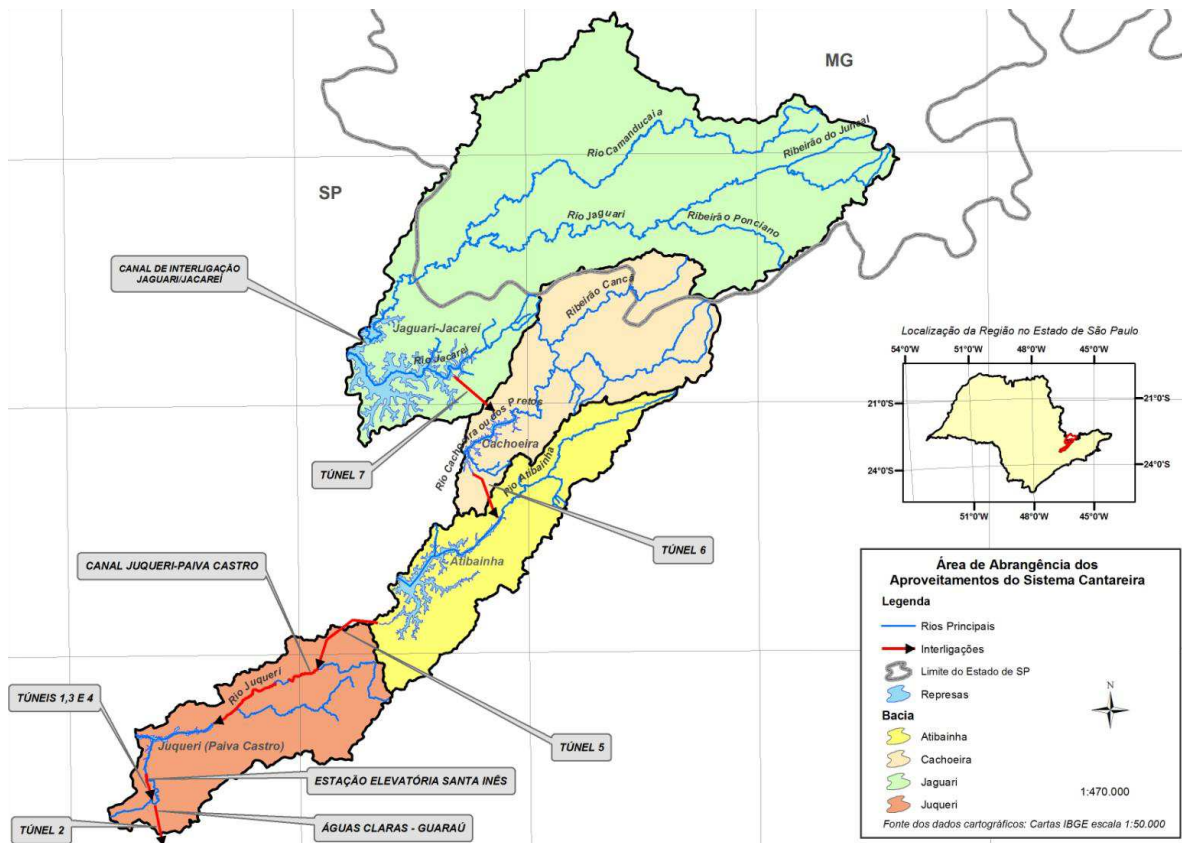 MG
SP
Rio Camanducaia
Ribeirão do Juncal
Rio Jaguari
Ribeirão Ponciano
CANAL DE INTERLIGAÇÃO
JAGUARI/JACAREÍ
Ribeirão Cancã
Jaguari-Jacareí
Rio Jacareí
Rio Cachoeira ou dos Pretos
Cachoeira
TÚNEL 7
Rio Atibainha
TÚNEL 6
CANAL JUQUERI-PAIVA CASTRO
Atibainha
TÚNEIS 1,3 E 4
Rio Juqueri
Juqueri (Paiva Castro)
TÚNEL 5
ESTAÇÃO ELEVATÓRIA SANTA INÊS
TÚNEL 2
ÁGUAS CLARAS - GUARAÚ
Localização da Região no Estado de São Paulo
54°0'W
51°0'W
48°0'W
45°0'W
21°0'S
21°0'S
24°0'S
24°0'S
51°0'W
48°0'W
45°0'W
Área de Abrangência dos
Aproveitamentos do Sistema Cantareira
Legenda
Rios Principais
Interligações
Limite do Estado de SP
Represas
Bacia
Atibainha
Cachoeira
Jaguari
Juqueri
N
1:470.000
Fonte dos dados cartográficos: Cartas IBGE escala 1:50.000